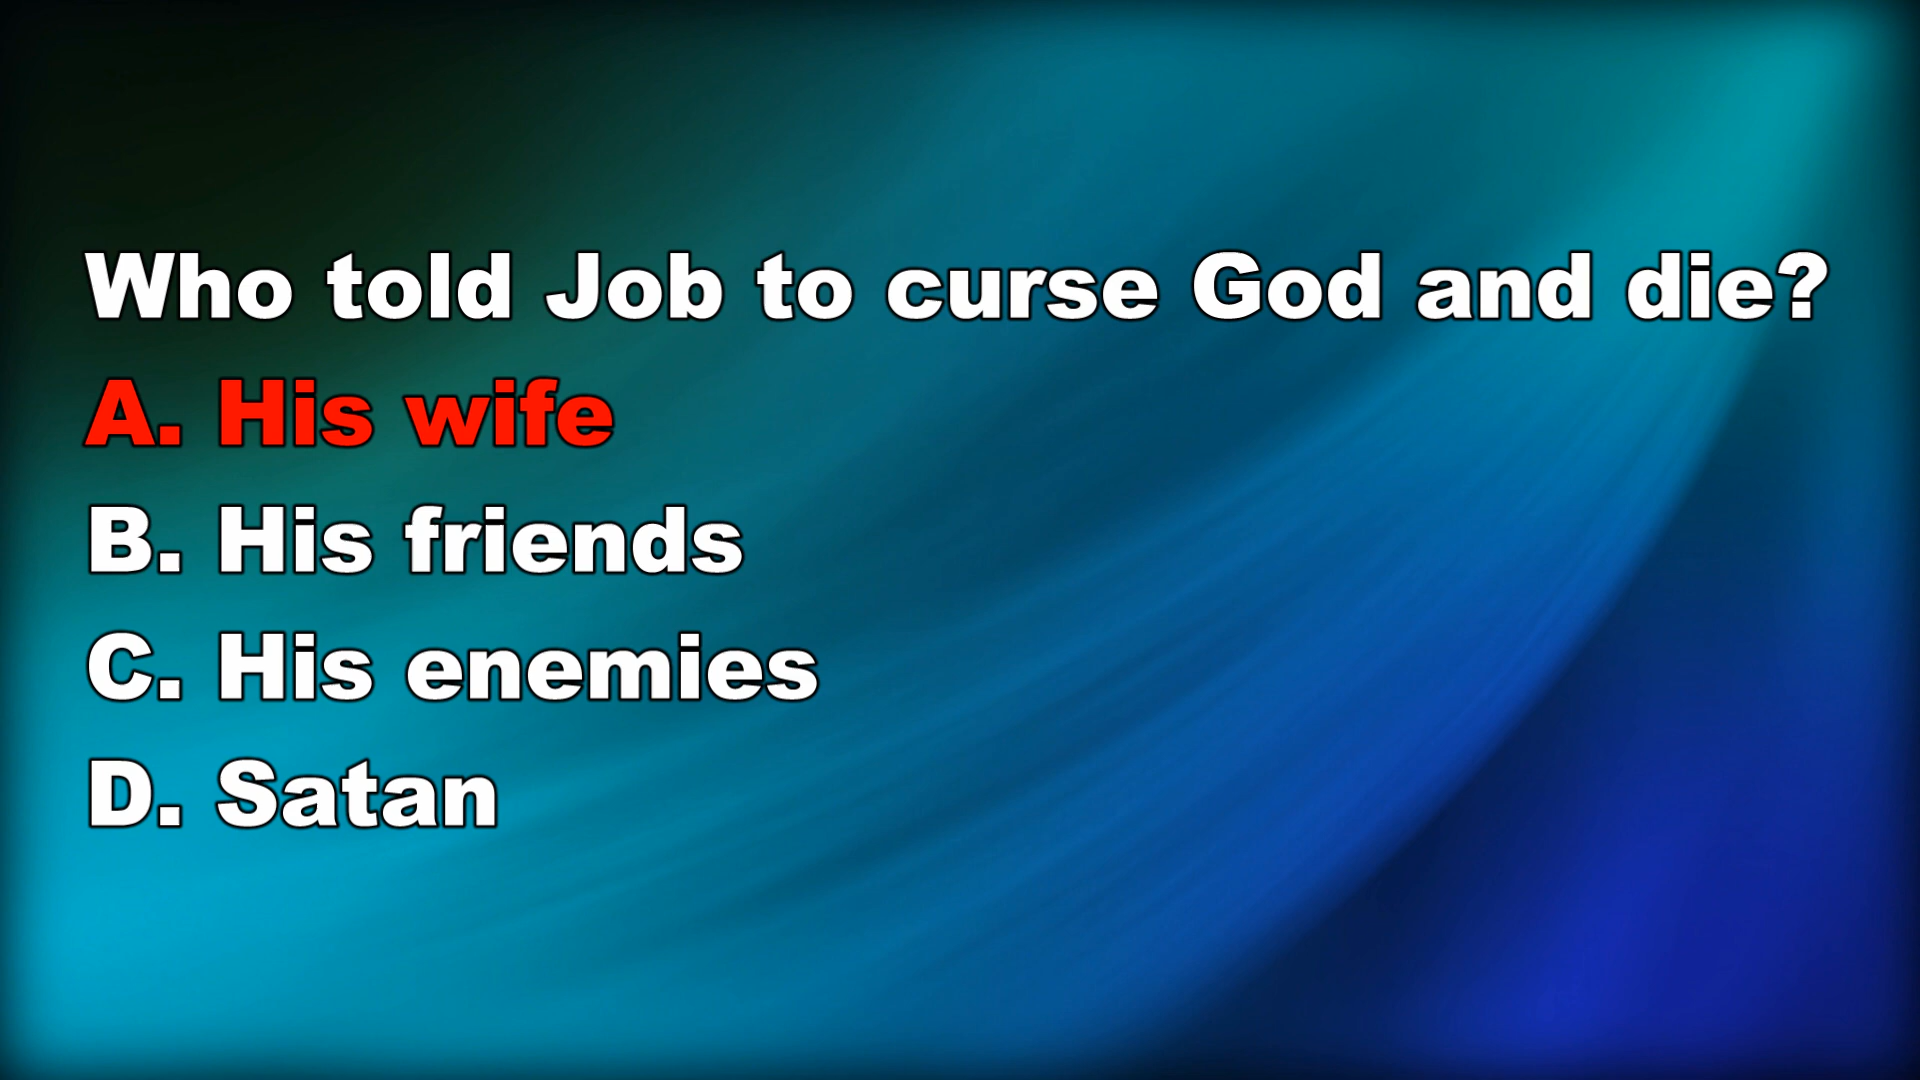 Who told Job to curse God and die?
A. His wife
B. His friends
C. His enemies
D. Satan